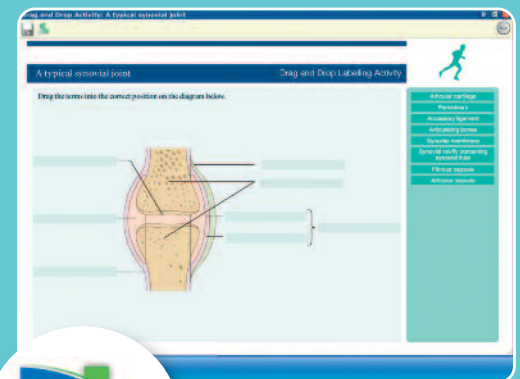 Drag and Drop Activity: A typical synovial joint
A typical synovial joint
Drag and Drop Labelling Activity
Drag the terms into the correct position on the diagram below.
Articular cartilage
Periosteum
Accessory ligament
Articulating bones
Synovial membrane
Synovial cavity containing
synovial fluid
Fibrous capsule
Articular capsule